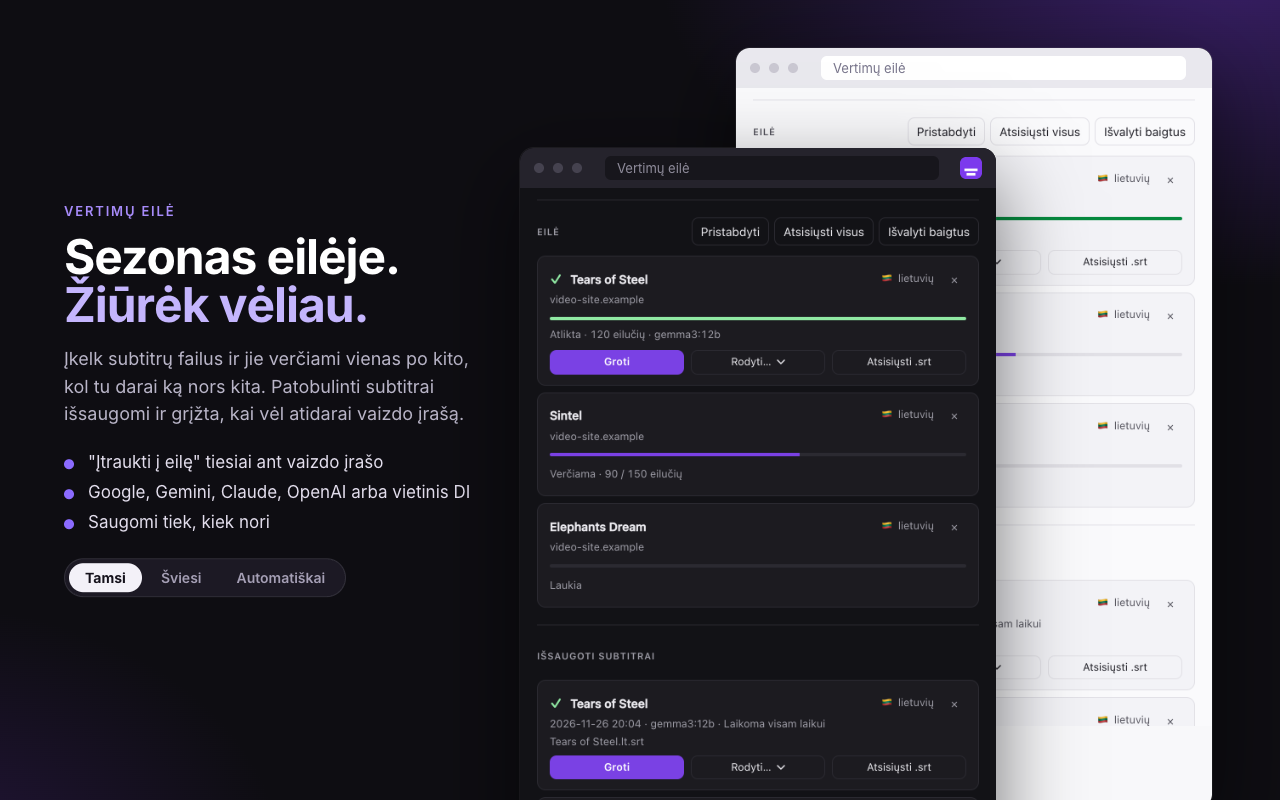 VERTIMŲ EILĖ
Sezonas eilėje.
Žiūrėk vėliau.
Įkelk subtitrų failus ir jie verčiami vienas po kito,
kol tu darai ką nors kita. Patobulinti subtitrai
išsaugomi ir grįžta, kai vėl atidarai vaizdo įrašą.
"Įtraukti į eilę" tiesiai ant vaizdo įrašo
Google, Gemini, Claude, OpenAI arba vietinis DI
Saugomi tiek, kiek nori
Tamsi Šviesi Automatiškai
Vertimų eilė
EILĖ Pristabdyti Atsisiųsti visus Išvalyti baigtus
Tears of Steel lietuvių ×
video-site.example
Atlikta · 120 eilučių · gemma3:12b
Groti Rodyti... Atsisiųsti .srt
Sintel lietuvių ×
video-site.example
Verčiama · 90 / 150 eilučių
Elephants Dream lietuvių ×
video-site.example
Laukia
IŠSAUGOTI SUBTITRAI
Tears of Steel lietuvių ×
2026-11-26 20:04 · gemma3:12b · Laikoma visam laikui
Tears of Steel.lt.srt
Groti Rodyti... Atsisiųsti .srt
Vertimų eilė
EILĖ Pristabdyti Atsisiųsti visus Išvalyti baigtus
lietuvių ×
Atsisiųsti .srt
lietuvių ×
lietuvių ×
lietuvių ×
laikui
Atsisiųsti .srt
lietuvių ×